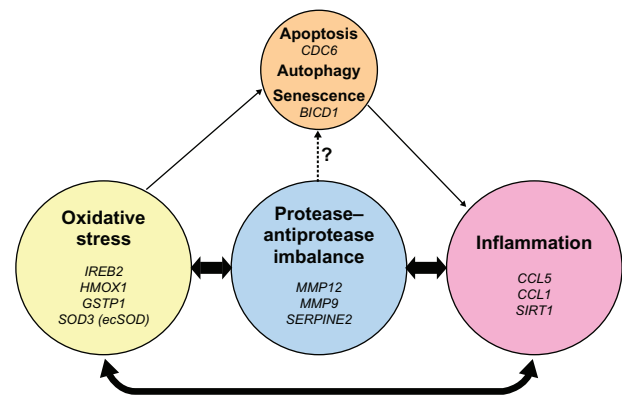 Apoptosis
CDC6
Autophagy
Senescence
BICD1
?
Oxidative
stress
IREB2
HMOX1
GSTP1
SOD3 (ecSOD)
Protease–
antiprotease
imbalance
MMP12
MMP9
SERPINE2
Inflammation
CCL5
CCL1
SIRT1